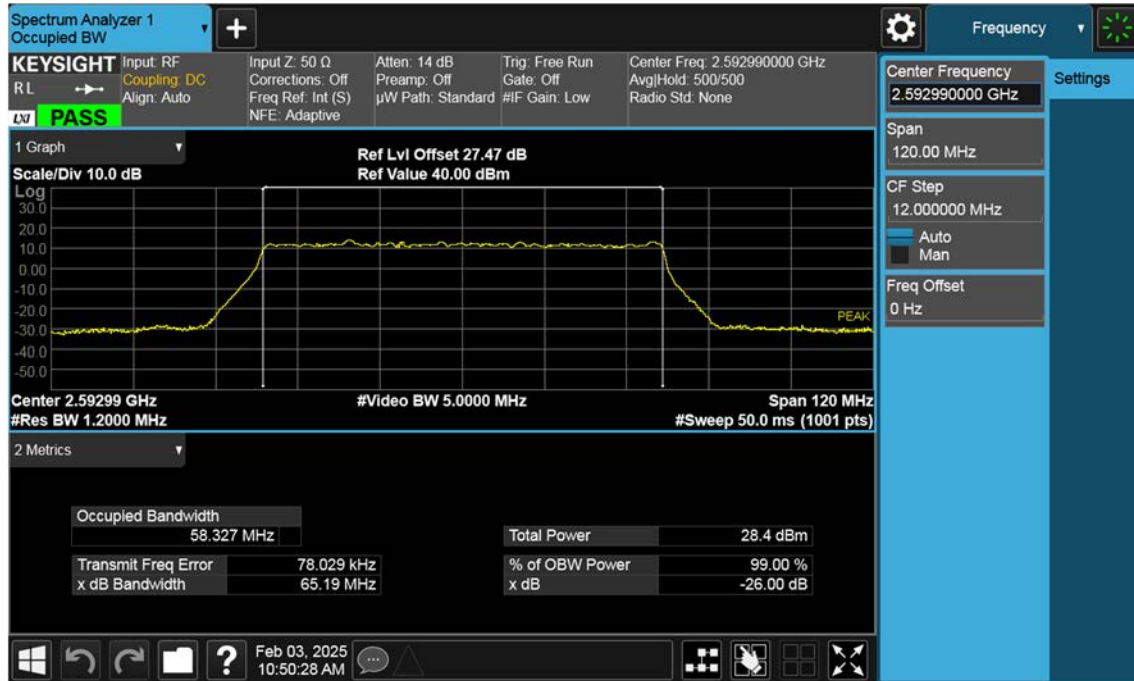 Spectrum Analyzer 1
Occupied BW
+
Frequency
KEYSIGHT
R L
LXI
PASS
Input: RF
Coupling: DC
Align: Auto
Input Z: 50 Ω
Corrections: Off
Freq Ref: Int (S)
NFE: Adaptive
Atten: 14 dB
Preamp: Off
µW Path: Standard
Trig: Free Run
Gate: Off
#IF Gain: Low
Center Freq: 2.592990000 GHz
Avg|Hold: 500/500
Radio Std: None
Center Frequency
2.592990000 GHz
Settings
Span
120.00 MHz
CF Step
12.000000 MHz
Auto
Man
Freq Offset
0 Hz
1 Graph
Scale/Div 10.0 dB
Ref Lvl Offset 27.47 dB
Ref Value 40.00 dBm
Log
30.0
20.0
10.0
0.00
-10.0
-20.0
-30.0
-40.0
-50.0
PEAK
Center 2.59299 GHz
#Res BW 1.2000 MHz
#Video BW 5.0000 MHz
Span 120 MHz
#Sweep 50.0 ms (1001 pts)
2 Metrics
Occupied Bandwidth
58.327 MHz
Total Power 28.4 dBm
Transmit Freq Error 78.029 kHz
% of OBW Power 99.00 %
x dB Bandwidth 65.19 MHz
x dB -26.00 dB
?
Feb 03, 2025
10:50:28 AM